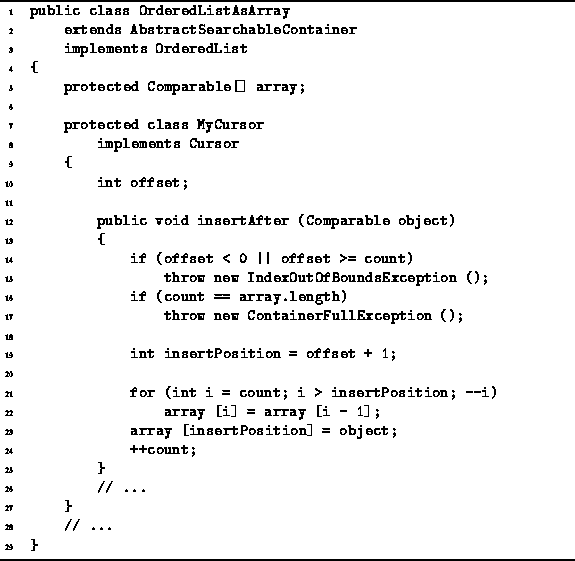 1 public class OrderedListAsArray
2     extends AbstractSearchableContainer
3     implements OrderedList
4 {
5     protected Comparable[] array;
6
7     protected class MyCursor
8         implements Cursor
9     {
10         int offset;
11
12         public void insertAfter (Comparable object)
13         {
14             if (offset < 0 || offset >= count)
15                 throw new IndexOutOfBoundsException ();
16             if (count == array.length)
17                 throw new ContainerFullException ();
18
19             int insertPosition = offset + 1;
20
21             for (int i = count; i > insertPosition; --i)
22                 array [i] = array [i - 1];
23             array [insertPosition] = object;
24             ++count;
25         }
26         // ...
27     }
28     // ...
29 }